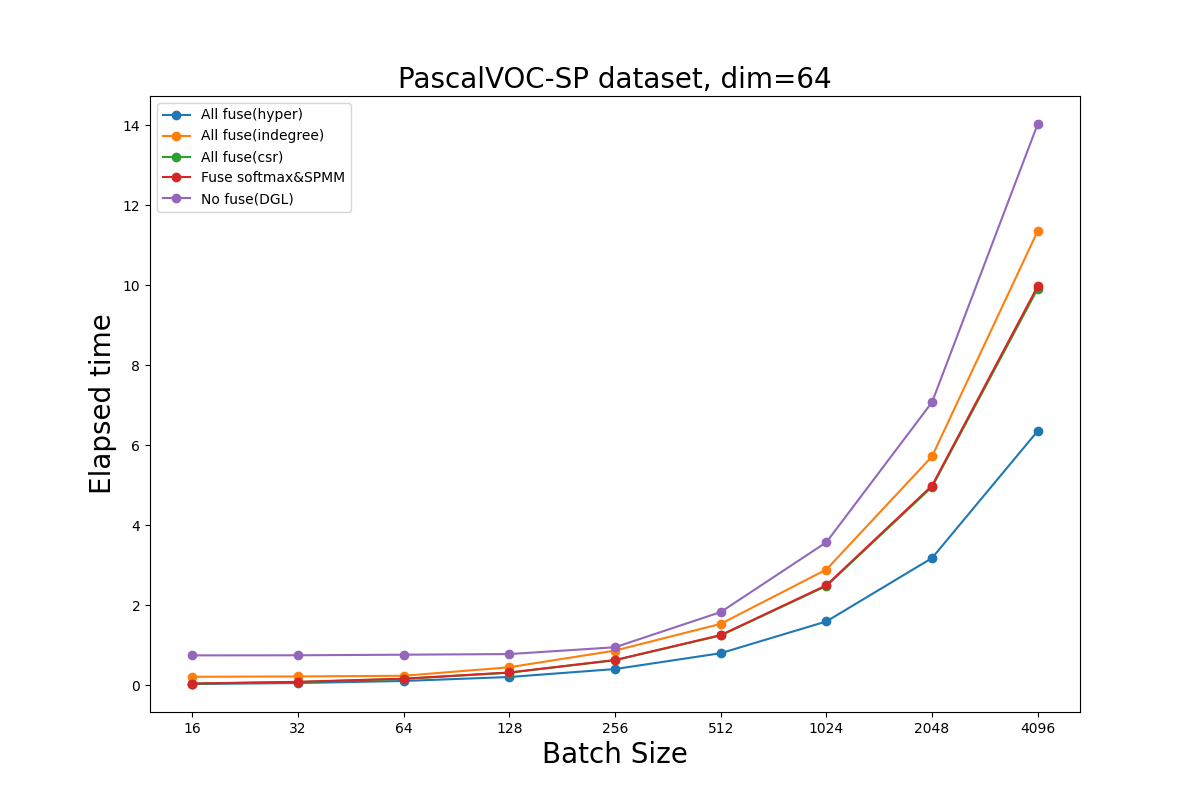 PascalVOC-SP dataset, dim=64
All fuse(hyper)
All fuse(indegree)
All fuse(csr)
Fuse softmax&SPMM
No fuse(DGL)
14
12
10
8
6
4
2
0
Elapsed time
16 32 64 128 256 512 1024 2048 4096
Batch Size